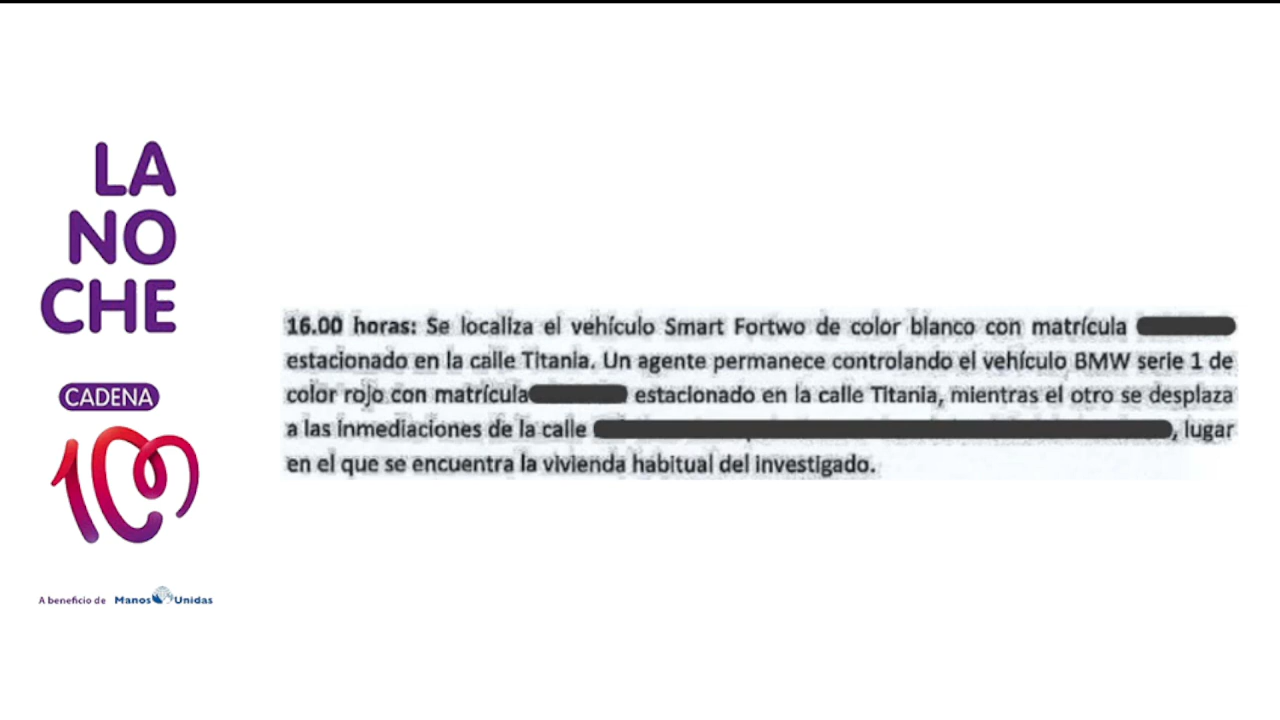 LA
NO
CHE
CADENA
100
A beneficio de Manos Unidas
16.00 horas: Se localiza el vehículo Smart Fortwo de color blanco con matrícula
estacionado en la calle Titania. Un agente permanece controlando el vehículo BMW serie 1 de
color rojo con matrícula estacionado en la calle Titania, mientras el otro se desplaza
a las inmediaciones de la calle , lugar
en el que se encuentra la vivienda habitual del investigado.